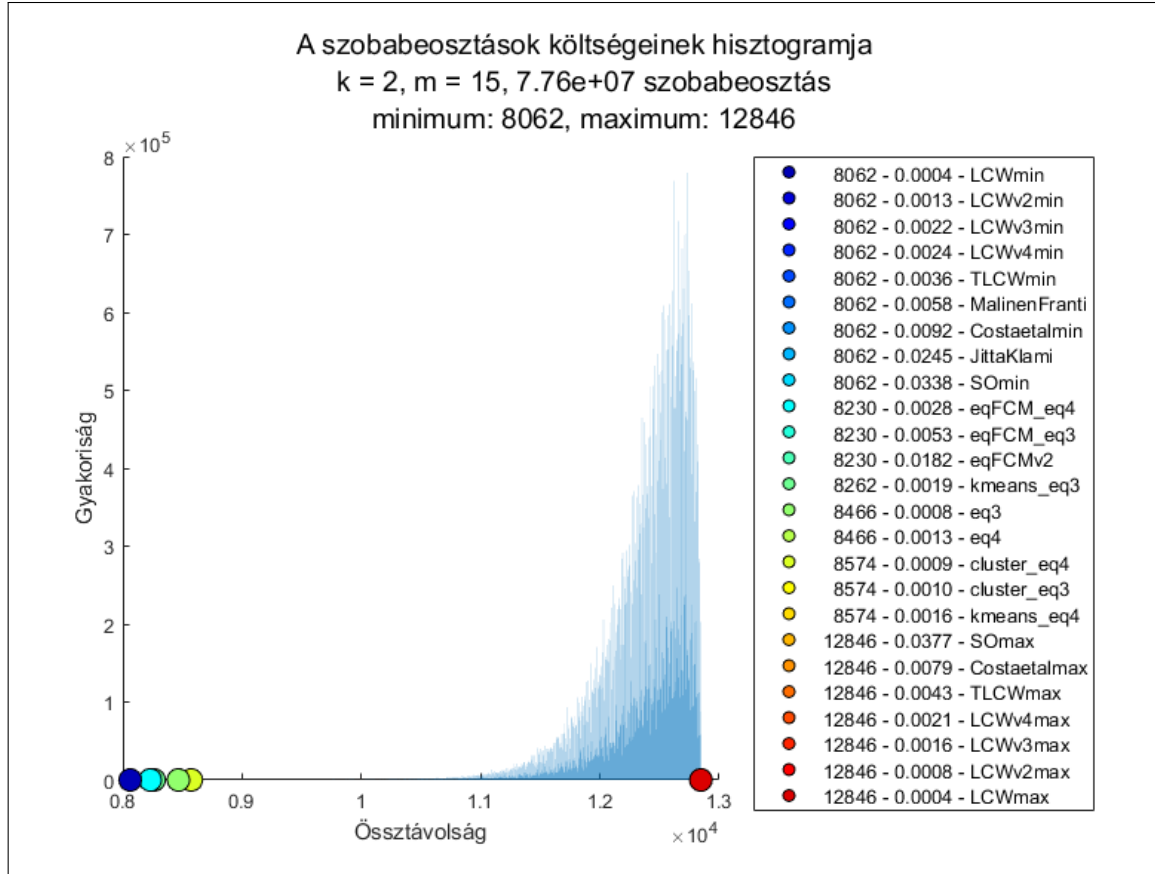 A szobabeosztások költségeinek hisztogramja
k = 2, m = 15, 7.76e+07 szobabeosztás
minimum: 8062, maximum: 12846
×10⁵
8
7
6
5
4
3
2
1
0
Gyakoriság
0.8
0.9
1
1.1
1.2
1.3
×10⁴
Össztávolság
8062 - 0.0004 - LCWmin
8062 - 0.0013 - LCWv2min
8062 - 0.0022 - LCWv3min
8062 - 0.0024 - LCWv4min
8062 - 0.0036 - TLCWmin
8062 - 0.0058 - MalinenFranti
8062 - 0.0092 - Costaetalmin
8062 - 0.0245 - JittaKlami
8062 - 0.0338 - SOmin
8230 - 0.0028 - eqFCM_eq4
8230 - 0.0053 - eqFCM_eq3
8230 - 0.0182 - eqFCMv2
8262 - 0.0019 - kmeans_eq3
8466 - 0.0008 - eq3
8466 - 0.0013 - eq4
8574 - 0.0009 - cluster_eq4
8574 - 0.0010 - cluster_eq3
8574 - 0.0016 - kmeans_eq4
12846 - 0.0377 - SOmax
12846 - 0.0079 - Costaetalmax
12846 - 0.0043 - TLCWmax
12846 - 0.0021 - LCWv4max
12846 - 0.0016 - LCWv3max
12846 - 0.0008 - LCWv2max
12846 - 0.0004 - LCWmax